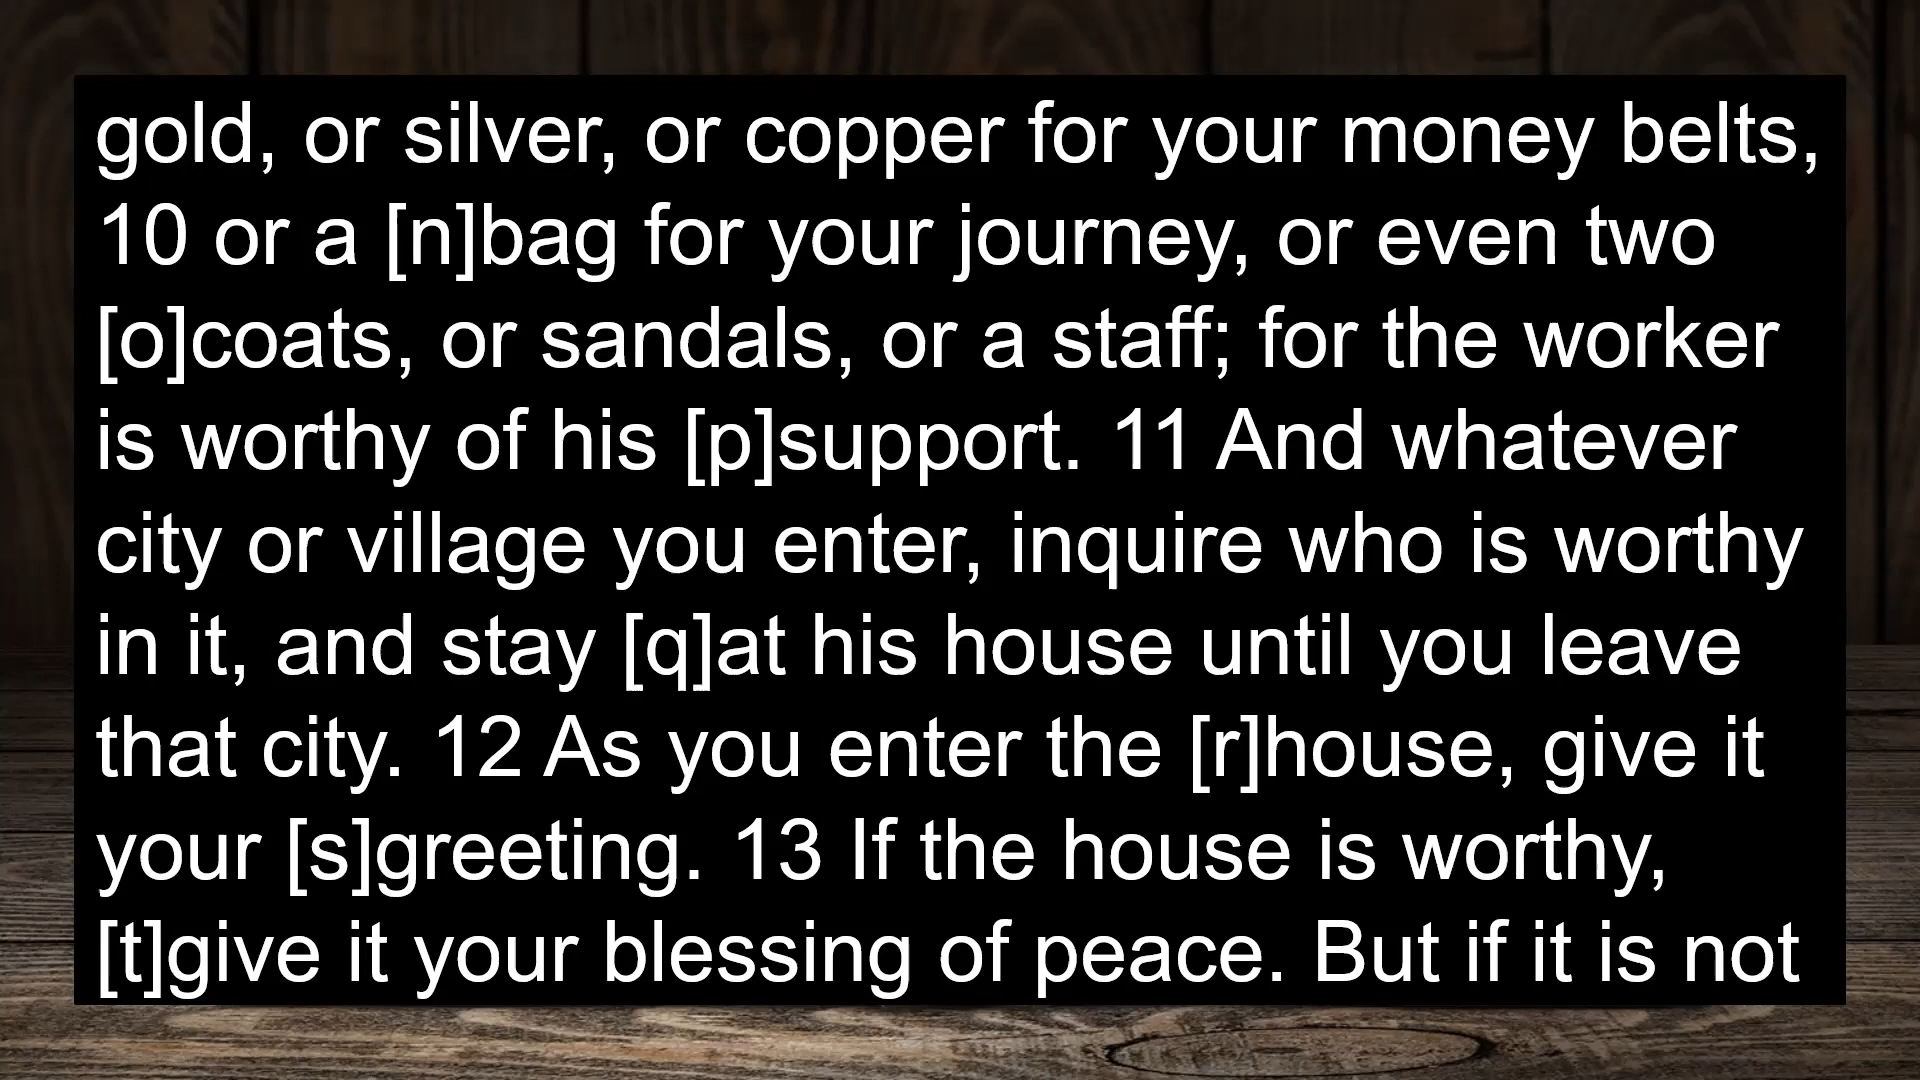 gold, or silver, or copper for your money belts,
10 or a [n]bag for your journey, or even two
[o]coats, or sandals, or a staff; for the worker
is worthy of his [p]support. 11 And whatever
city or village you enter, inquire who is worthy
in it, and stay [q]at his house until you leave
that city. 12 As you enter the [r]house, give it
your [s]greeting. 13 If the house is worthy,
[t]give it your blessing of peace. But if it is not